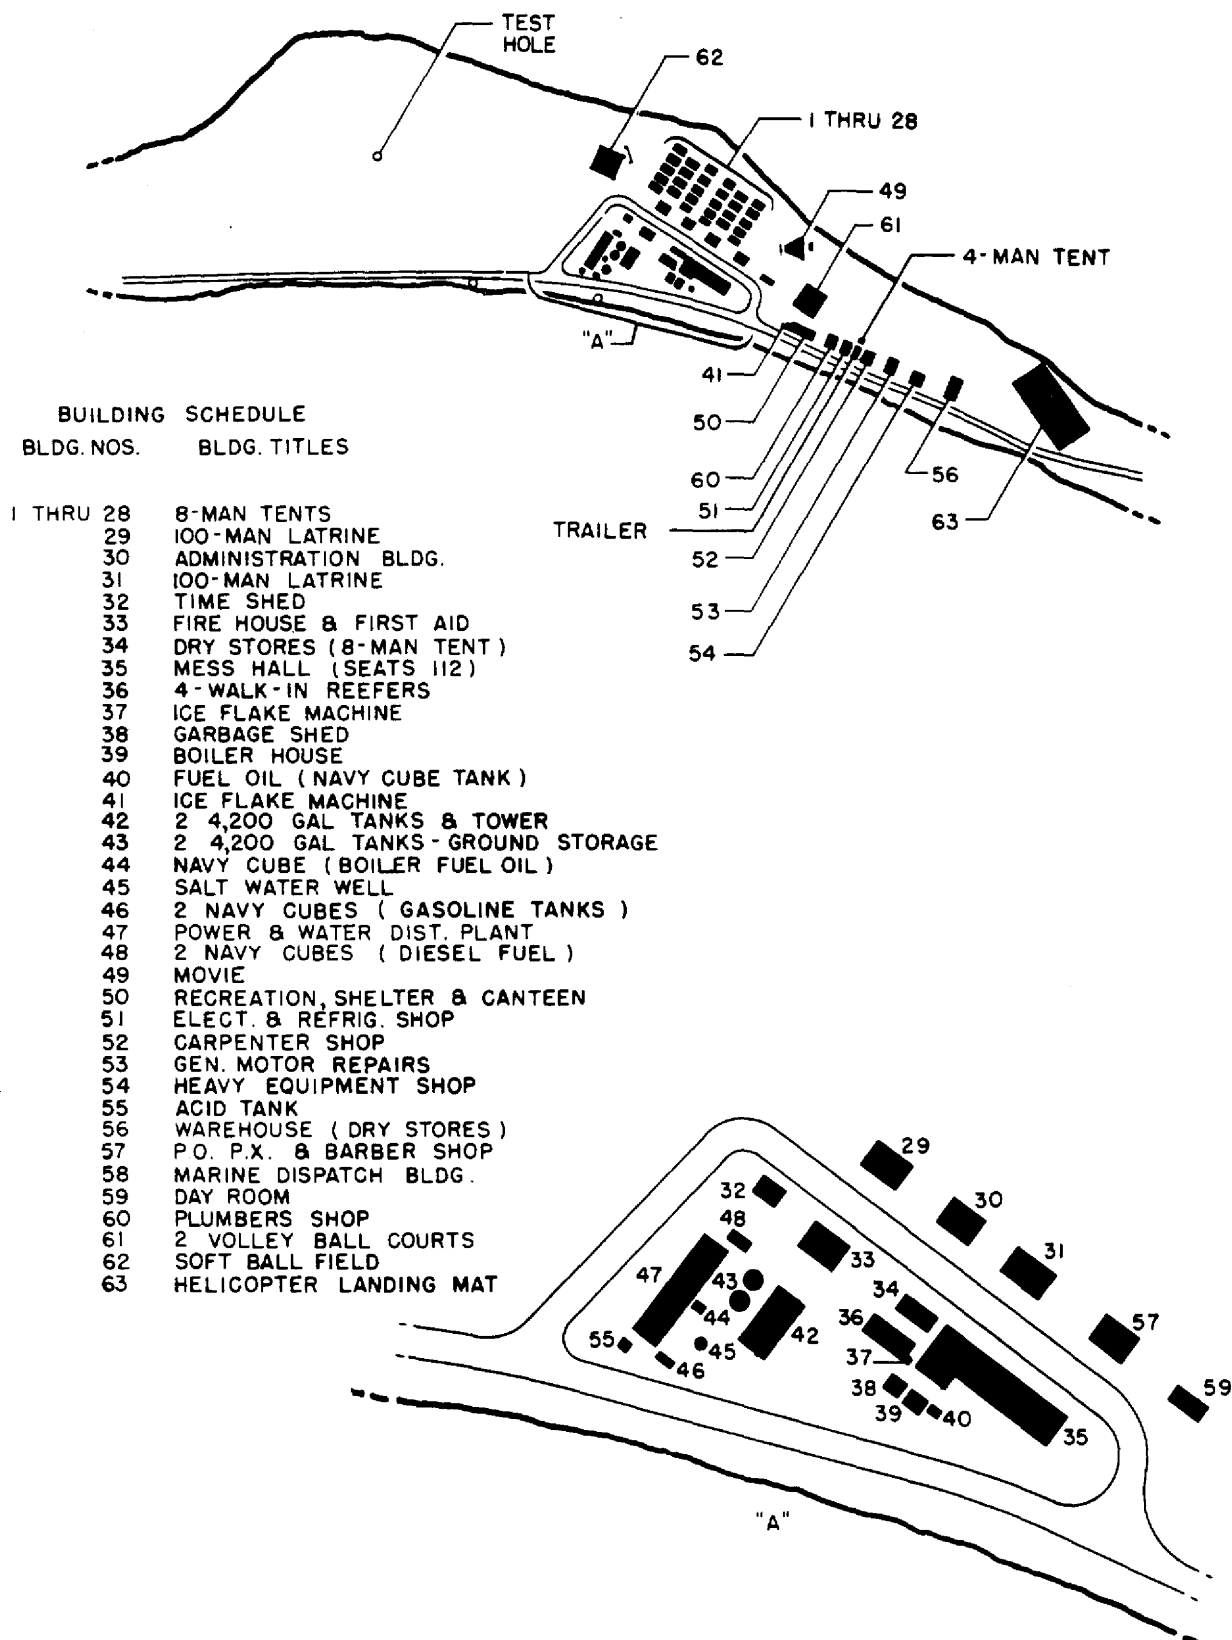 TEST
HOLE
62
1 THRU 28
49
61
4-MAN TENT
"A"
41
50
60
51
TRAILER
52
53
54
56
63
BUILDING SCHEDULE
BLDG. NOS. BLDG. TITLES
1 THRU 28 8-MAN TENTS
29 100-MAN LATRINE
30 ADMINISTRATION BLDG.
31 100-MAN LATRINE
32 TIME SHED
33 FIRE HOUSE & FIRST AID
34 DRY STORES (8-MAN TENT)
35 MESS HALL (SEATS 112)
36 4-WALK-IN REEFERS
37 ICE FLAKE MACHINE
38 GARBAGE SHED
39 BOILER HOUSE
40 FUEL OIL (NAVY CUBE TANK)
41 ICE FLAKE MACHINE
42 2 4,200 GAL TANKS & TOWER
43 2 4,200 GAL TANKS-GROUND STORAGE
44 NAVY CUBE (BOILER FUEL OIL)
45 SALT WATER WELL
46 2 NAVY CUBES (GASOLINE TANKS)
47 POWER & WATER DIST. PLANT
48 2 NAVY CUBES (DIESEL FUEL)
49 MOVIE
50 RECREATION, SHELTER & CANTEEN
51 ELECT. & REFRIG. SHOP
52 CARPENTER SHOP
53 GEN. MOTOR REPAIRS
54 HEAVY EQUIPMENT SHOP
55 ACID TANK
56 WAREHOUSE (DRY STORES)
57 P.O. P.X. & BARBER SHOP
58 MARINE DISPATCH BLDG.
59 DAY ROOM
60 PLUMBERS SHOP
61 2 VOLLEY BALL COURTS
62 SOFT BALL FIELD
63 HELICOPTER LANDING MAT
29
32
30
48
33
31
47
43
34
44
36
57
42
55
45
37
46
38
59
39
40
35
"A"